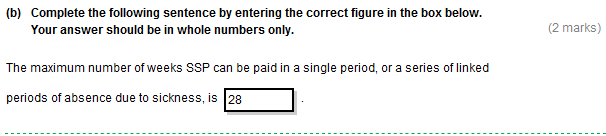 (b) Complete the following sentence by entering the correct figure in the box below.
Your answer should be in whole numbers only.
(2 marks)
The maximum number of weeks SSP can be paid in a single period, or a series of linked
periods of absence due to sickness, is 28 .